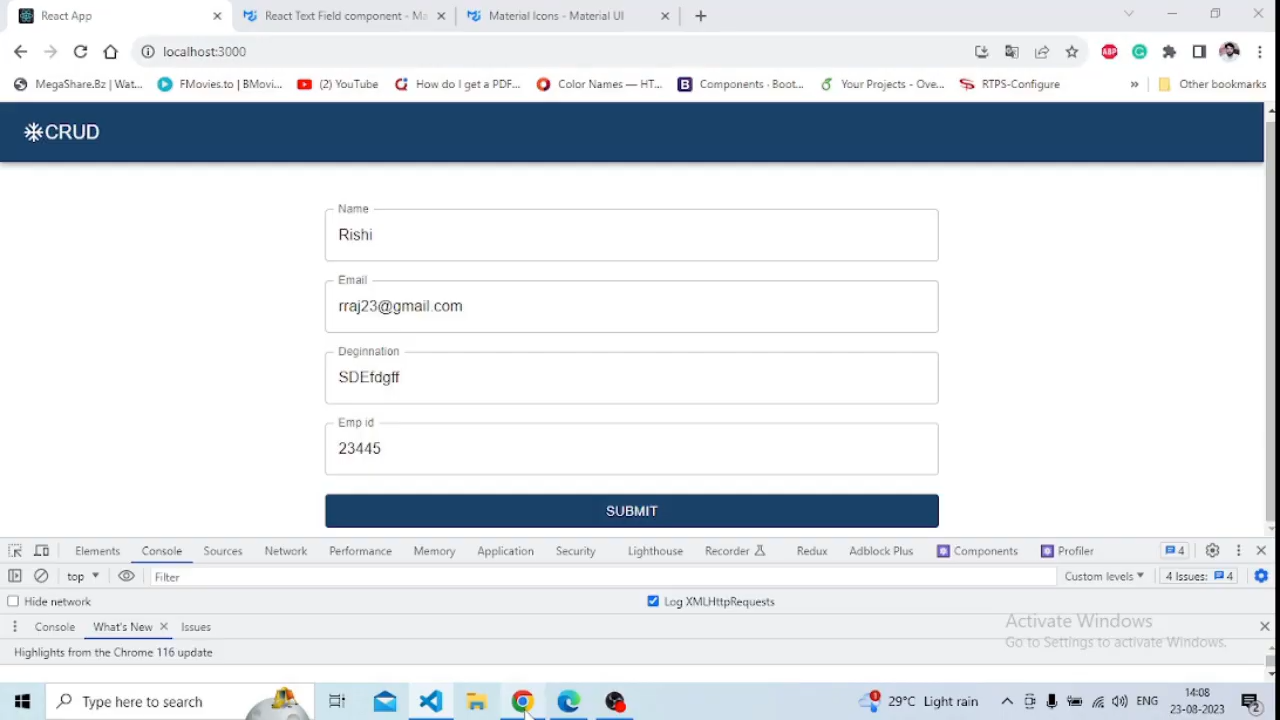 React App
React Text Field component - Ma
Material Icons - Material UI
localhost:3000
ABP
MegaShare.Bz | Wat...
FMovies.to | BMovi...
(2) YouTube
How do I get a PDF...
Color Names — HT...
B Components · Boot...
Your Projects - Ove...
RTPS-Configure
»
Other bookmarks
CRUD
Name
Rishi
Email
rraj23@gmail.com
Deginnation
SDEfdgff
Emp id
23445
SUBMIT
Elements Console Sources Network Performance Memory Application Security Lighthouse Recorder Redux Adblock Plus Components Profiler 4
top Filter Custom levels 4 Issues: 4
Hide network Log XMLHttpRequests
Console What's New Issues
Highlights from the Chrome 116 update
Activate Windows
Go to Settings to activate Windows.
Type here to search
1
29°C Light rain
ENG
14:08
23-08-2023
2